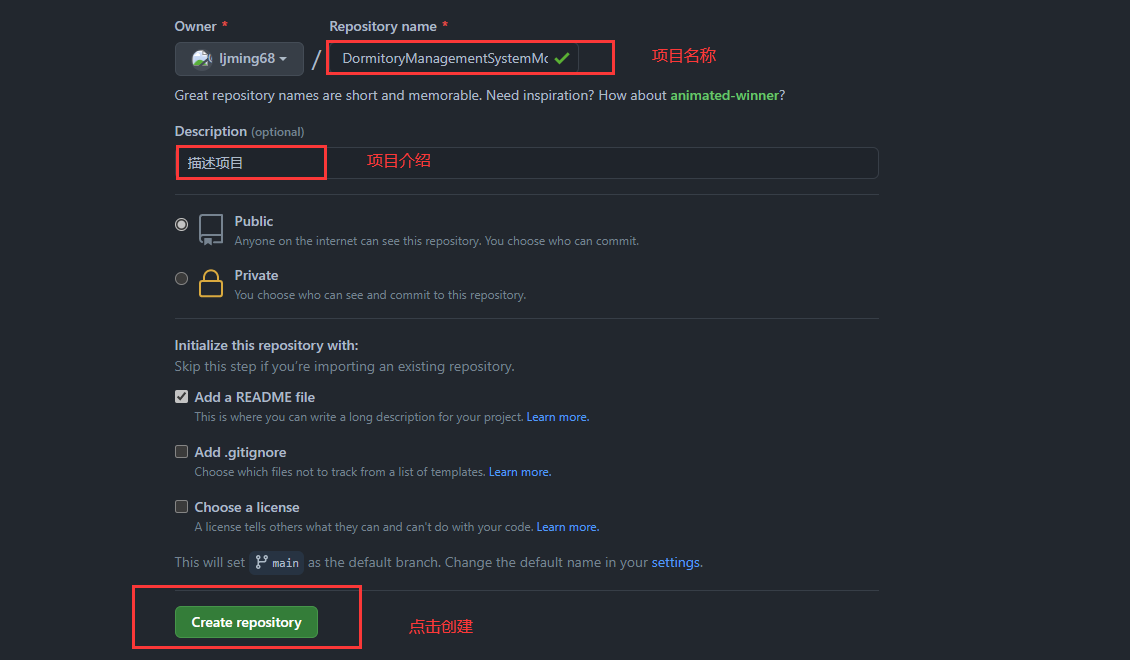 Owner *
Repository name *
ljming68 / DormitoryManagementSystemMo
项目名称
Great repository names are short and memorable. Need inspiration? How about animated-winner?
Description (optional)
描述项目
项目介绍
Public
Anyone on the internet can see this repository. You choose who can commit.
Private
You choose who can see and commit to this repository.
Initialize this repository with:
Skip this step if you're importing an existing repository.
Add a README file
This is where you can write a long description for your project. Learn more.
Add .gitignore
Choose which files not to track from a list of templates. Learn more.
Choose a license
A license tells others what they can and can't do with your code. Learn more.
This will set main as the default branch. Change the default name in your settings.
Create repository
点击创建